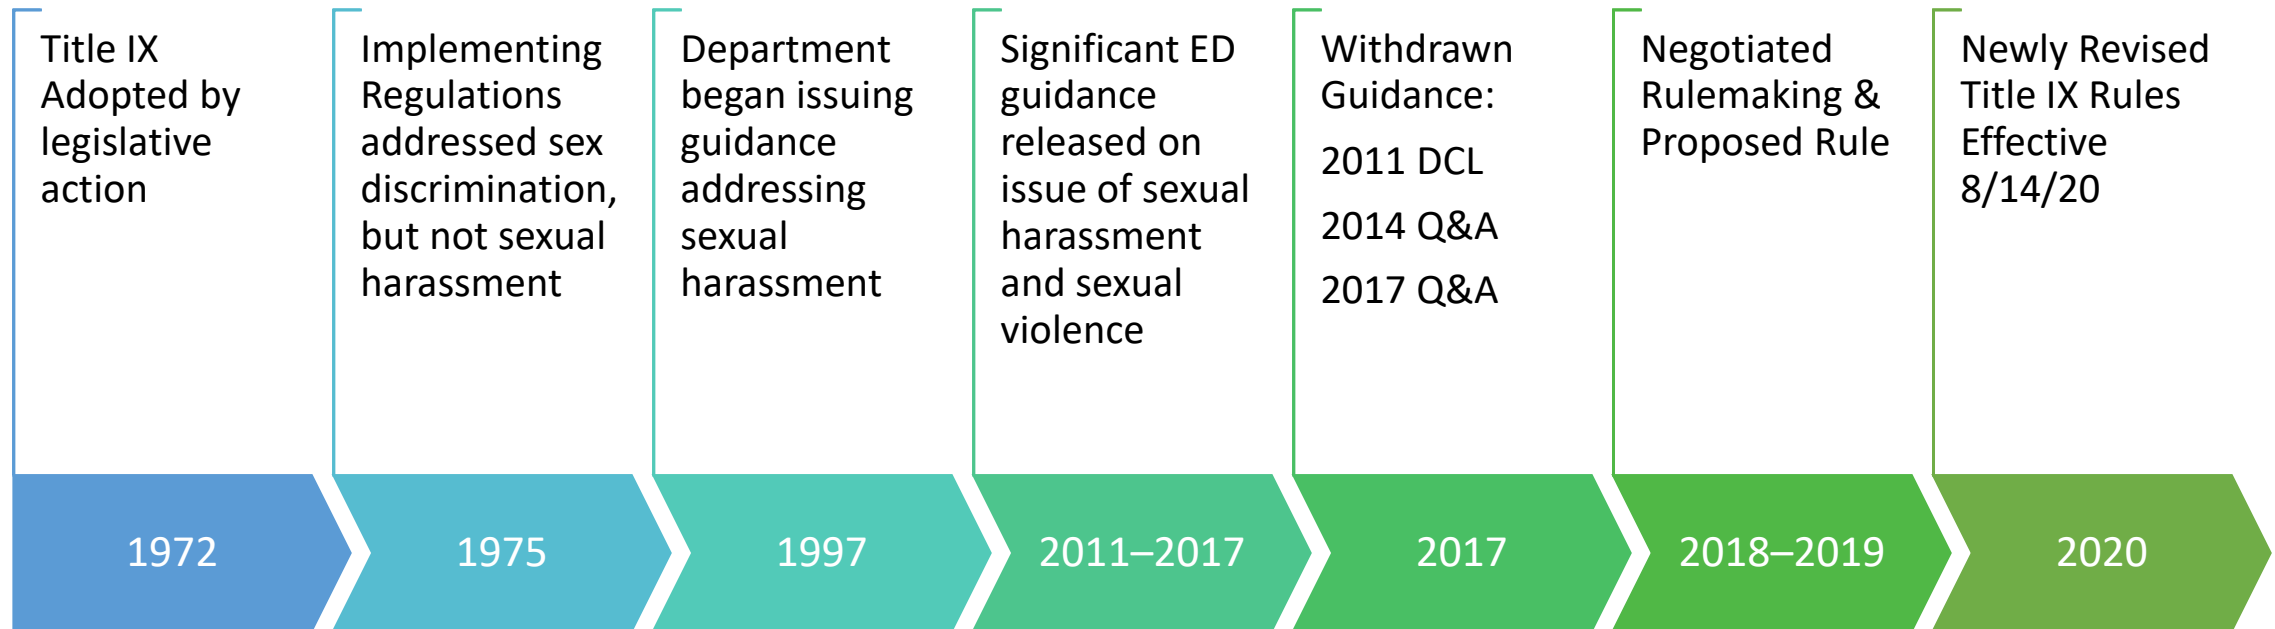 Title IX
Adopted by
legislative
action
Implementing
Regulations
addressed sex
discrimination,
but not sexual
harassment
Department
began issuing
guidance
addressing
sexual
harassment
Significant ED
guidance
released on
issue of sexual
harassment
and sexual
violence
Withdrawn
Guidance:
2011 DCL
2014 Q&A
2017 Q&A
Negotiated
Rulemaking &
Proposed Rule
Newly Revised
Title IX Rules
Effective
8/14/20
1972
1975
1997
2011–2017
2017
2018–2019
2020